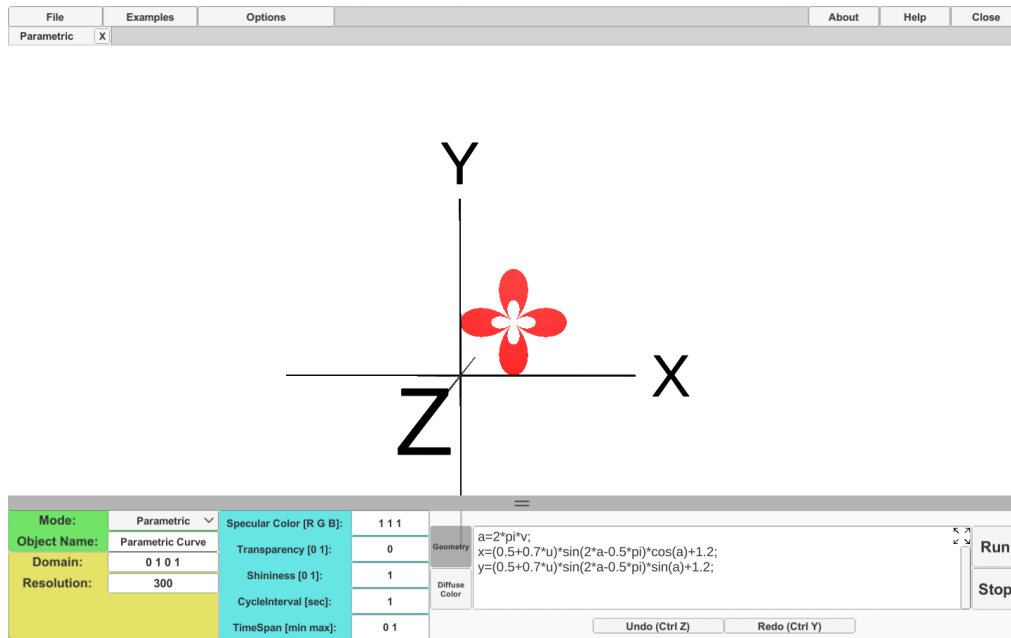 File Examples Options About Help Close
Parametric X
Y
X
Z
Mode: Parametric
Object Name: Parametric Curve
Domain: 0 1 0 1
Resolution: 300
Specular Color [R G B]: 1 1 1
Transparency [0 1]: 0
Shininess [0 1]: 1
CycleInterval [sec]: 1
TimeSpan [min max]: 0 1
Geometry
Diffuse
Color
a=2*pi*v;
x=(0.5+0.7*u)*sin(2*a-0.5*pi)*cos(a)+1.2;
y=(0.5+0.7*u)*sin(2*a-0.5*pi)*sin(a)+1.2;
Run
Stop
Undo (Ctrl Z) Redo (Ctrl Y)